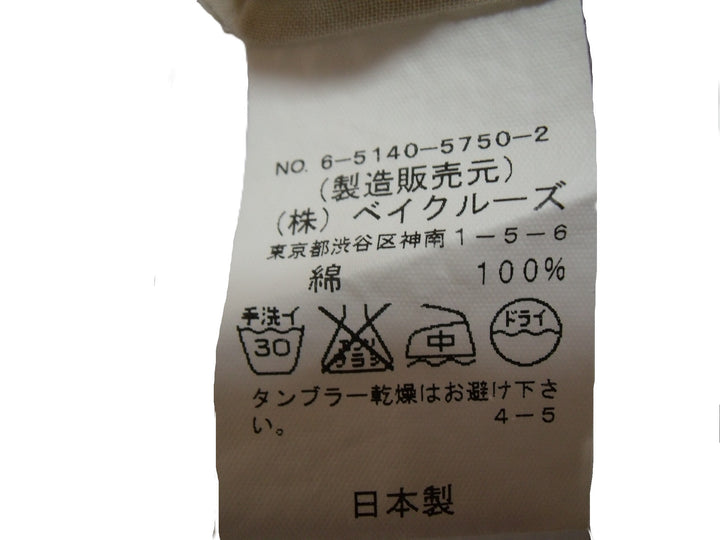 NO. 6-5140-5750-2
(製造販売元)
(株) ベイクルーズ
東京都渋谷区神南1-5-6
綿 100%
手洗イ
30
エンソ
サラシ
中
ドライ
タンブラー乾燥はお避け下さ
い。
4-5
日本製